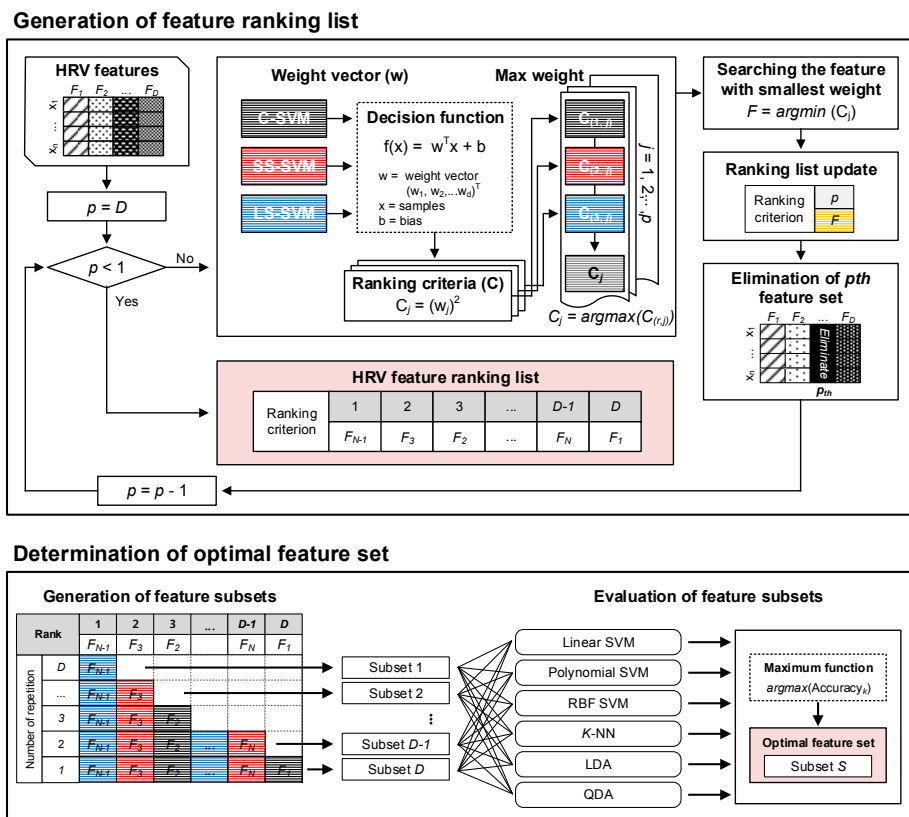 Generation of feature ranking list
HRV features
F1 F2 ... FD
x1
...
xn
p = D
p < 1
No
Yes
Weight vector (w)
C-SVM
SS-SVM
LS-SVM
Decision function
f(x) = wTx + b
w = weight vector
(w1, w2,...wd)T
x = samples
b = bias
Ranking criteria (C)
Cj = (wj)2
Max weight
C(1, j)
C(2, j)
C(3, j)
Cj
j = 1, 2,..., p
Cj = argmax(C(r,j))
Searching the feature
with smallest weight
F = argmin (Cj)
Ranking list update
Ranking
criterion
p
F
Elimination of pth
feature set
F1 F2 ... FD
x1
...
xn
Eliminate
pth
HRV feature ranking list
Ranking
criterion
1 2 3 ... D-1 D
FN-1 F3 F2 ... FN F1
p = p - 1
Determination of optimal feature set
Generation of feature subsets
Rank
1 2 3 ... D-1 D
FN-1 F3 F2 FN F1
Number of repetition
D FN-1
... FN-1 F3
3 FN-1 F3 F2
2 FN-1 F3 F2 ... FN
1 FN-1 F3 F2 ... FN F1
Subset 1
Subset 2
...
Subset D-1
Subset D
Evaluation of feature subsets
Linear SVM
Polynomial SVM
RBF SVM
K-NN
LDA
QDA
Maximum function
argmax(Accuracyk)
Optimal feature set
Subset S